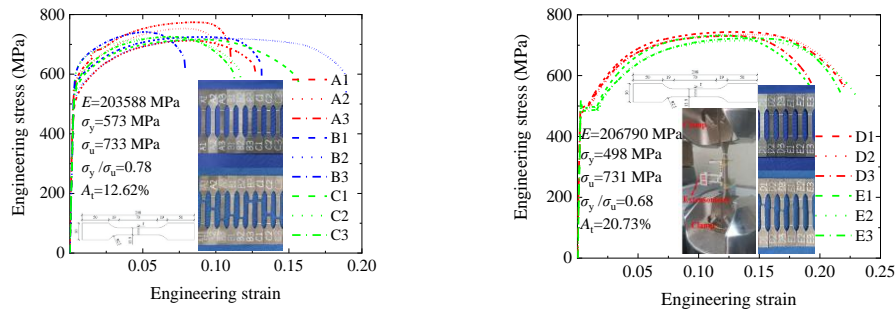 Engineering stress (MPa)
800
600
400
200
0
E=203588 MPa
σy=573 MPa
σu=733 MPa
σy /σu=0.78
At=12.62%
A1
A2
A3
B1
B2
B3
C1
C2
C3
0.05 0.10 0.15 0.20
Engineering strain
Engineering stress (MPa)
800
600
400
200
0
E=206790 MPa
σy=498 MPa
σu=731 MPa
σy /σu=0.68
At=20.73%
Clamp
Extensometer
Clamp
D1
D2
D3
E1
E2
E3
0.05 0.10 0.15 0.20 0.25
Engineering strain